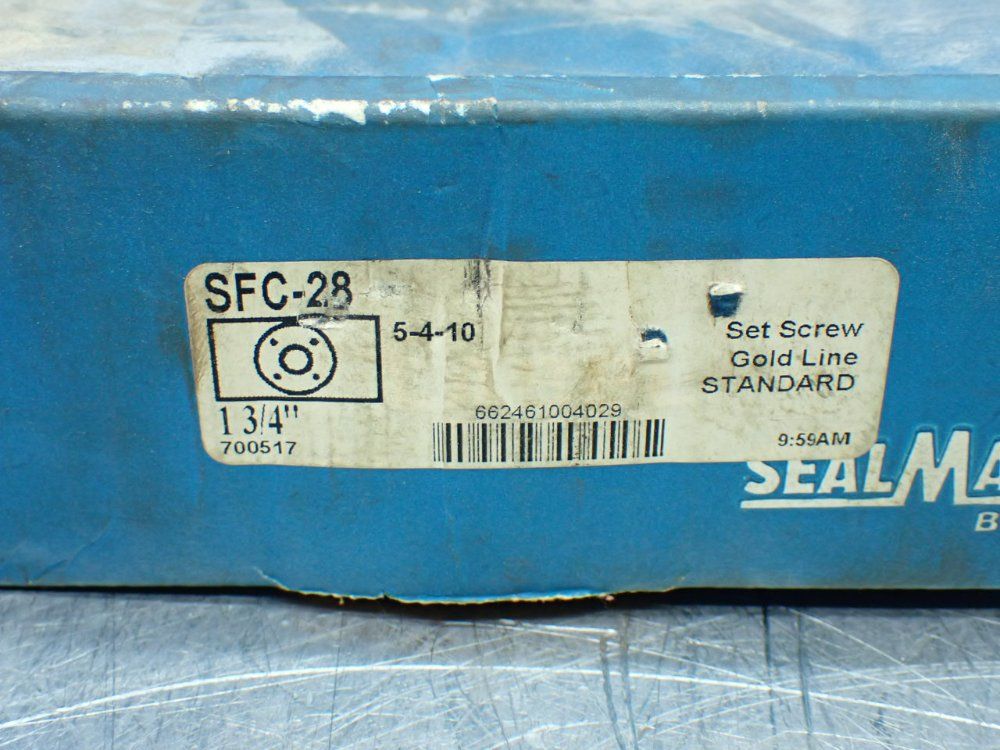 SFC-28
5-4-10
Set Screw
Gold Line
STANDARD
1 3/4"
700517
662461004029
9:59AM
SEALMA
B